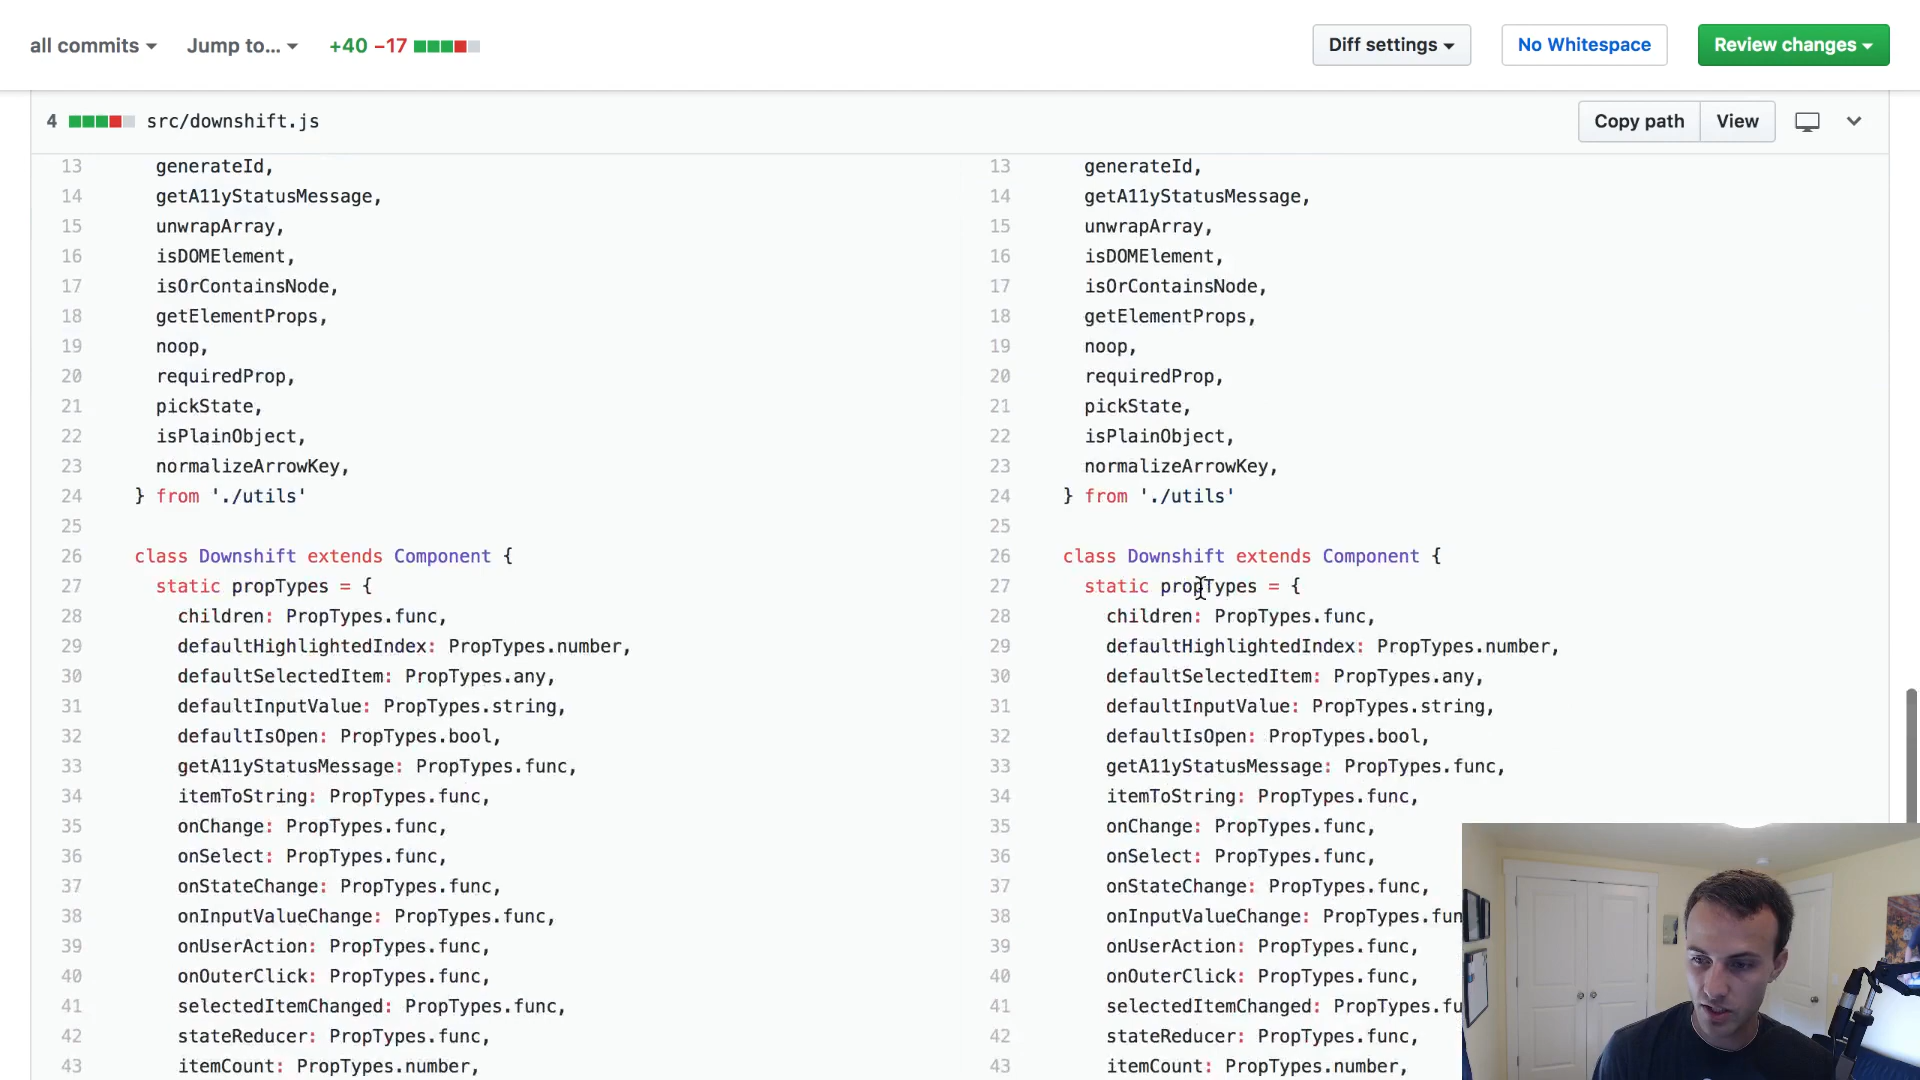 all commits Jump to... +40 −17 Diff settings No Whitespace Review changes
4 src/downshift.js Copy path View
13 generateId, 13 generateId,
14 getA11yStatusMessage, 14 getA11yStatusMessage,
15 unwrapArray, 15 unwrapArray,
16 isDOMElement, 16 isDOMElement,
17 isOrContainsNode, 17 isOrContainsNode,
18 getElementProps, 18 getElementProps,
19 noop, 19 noop,
20 requiredProp, 20 requiredProp,
21 pickState, 21 pickState,
22 isPlainObject, 22 isPlainObject,
23 normalizeArrowKey, 23 normalizeArrowKey,
24 } from './utils' 24 } from './utils'
25 25
26 class Downshift extends Component { 26 class Downshift extends Component {
27 static propTypes = { 27 static propTypes = {
28 children: PropTypes.func, 28 children: PropTypes.func,
29 defaultHighlightedIndex: PropTypes.number, 29 defaultHighlightedIndex: PropTypes.number,
30 defaultSelectedItem: PropTypes.any, 30 defaultSelectedItem: PropTypes.any,
31 defaultInputValue: PropTypes.string, 31 defaultInputValue: PropTypes.string,
32 defaultIsOpen: PropTypes.bool, 32 defaultIsOpen: PropTypes.bool,
33 getA11yStatusMessage: PropTypes.func, 33 getA11yStatusMessage: PropTypes.func,
34 itemToString: PropTypes.func, 34 itemToString: PropTypes.func,
35 onChange: PropTypes.func, 35 onChange: PropTypes.func,
36 onSelect: PropTypes.func, 36 onSelect: PropTypes.func,
37 onStateChange: PropTypes.func, 37 onStateChange: PropTypes.func,
38 onInputValueChange: PropTypes.func, 38 onInputValueChange: PropTypes.fun
39 onUserAction: PropTypes.func, 39 onUserAction: PropTypes.func,
40 onOuterClick: PropTypes.func, 40 onOuterClick: PropTypes.func,
41 selectedItemChanged: PropTypes.func, 41 selectedItemChanged: PropTypes.fu
42 stateReducer: PropTypes.func, 42 stateReducer: PropTypes.func,
43 itemCount: PropTypes.number, 43 itemCount: PropTypes.number,